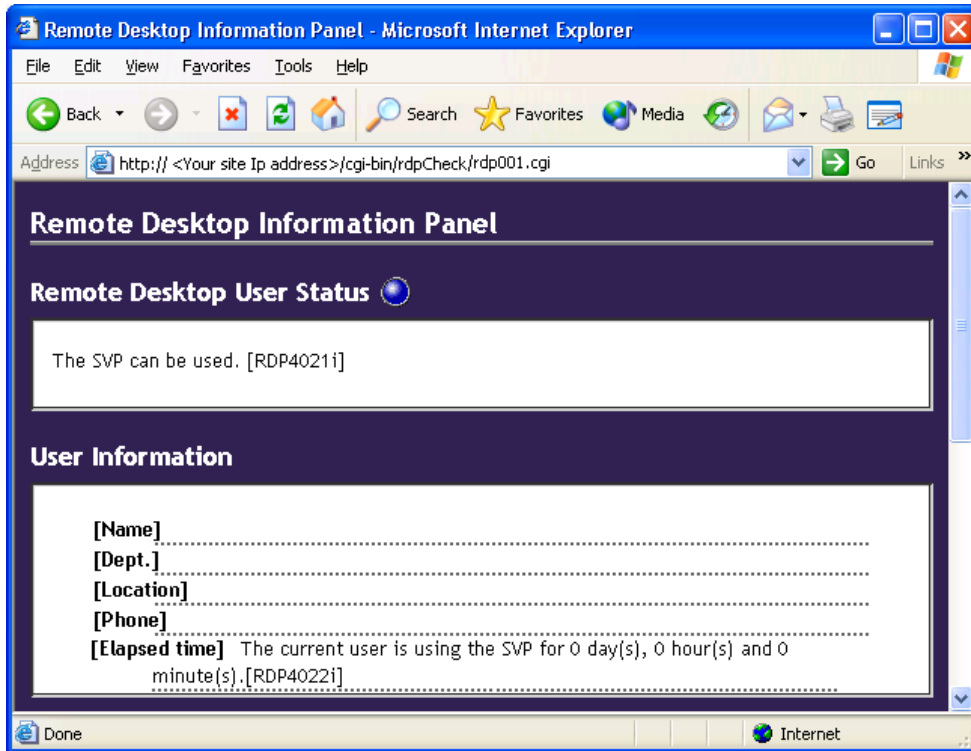 Remote Desktop Information Panel - Microsoft Internet Explorer
File Edit View Favorites Tools Help
Back Search Favorites Media
Address http:// <Your site Ip address>/cgi-bin/rdpCheck/rdp001.cgi Go Links »
Remote Desktop Information Panel
Remote Desktop User Status
The SVP can be used. [RDP4021i]
User Information
[Name]
[Dept.]
[Location]
[Phone]
[Elapsed time] The current user is using the SVP for 0 day(s), 0 hour(s) and 0
minute(s).[RDP4022i]
Done Internet